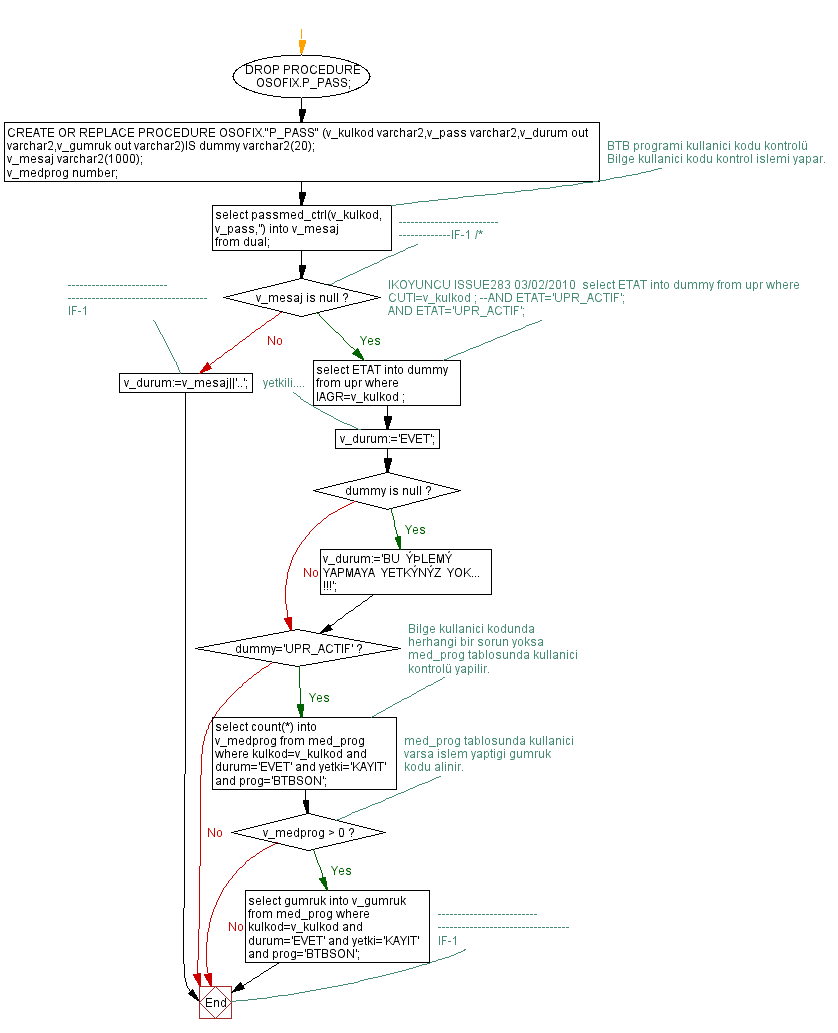 DROP PROCEDURE
OSOFIX.P_PASS;
CREATE OR REPLACE PROCEDURE OSOFIX."P_PASS" (v_kulkod varchar2,v_pass varchar2,v_durum out
varchar2,v_gumruk out varchar2)IS dummy varchar2(20);
v_mesaj varchar2(1000);
v_medprog number;
BTB programi kullanici kodu kontrolü
Bilge kullanici kodu kontrol islemi yapar.
select passmed_ctrl(v_kulkod,
v_pass,'') into v_mesaj
from dual;
-------------------------
-------------IF-1 /*
v_mesaj is null ?
-------------------------
-----------------------------------
IF-1
IKOYUNCU ISSUE283 03/02/2010  select ETAT into dummy from upr where
CUTI=v_kulkod ; --AND ETAT='UPR_ACTIF';
AND ETAT='UPR_ACTIF';
No
Yes
v_durum:=v_mesaj||'..';
yetkili....
select ETAT into dummy
from upr where
IAGR=v_kulkod ;
v_durum:='EVET';
dummy is null ?
Yes
No
v_durum:='BU  ÝÞLEMÝ
YAPMAYA  YETKÝNÝZ  YOK...
!!!';
dummy='UPR_ACTIF' ?
Bilge kullanici kodunda
herhangi bir sorun yoksa
med_prog tablosunda kullanici
kontrolü yapilir.
Yes
select count(*) into
v_medprog from med_prog
where kulkod=v_kulkod and
durum='EVET' and yetki='KAYIT'
and prog='BTBSON';
med_prog tablosunda kullanici
varsa islem yaptigi gumruk
kodu alinir.
No
v_medprog > 0 ?
Yes
select gumruk into v_gumruk
from med_prog where
kulkod=v_kulkod and
durum='EVET' and yetki='KAYIT'
and prog='BTBSON';
No
-------------------------
---------------------------------
IF-1
End